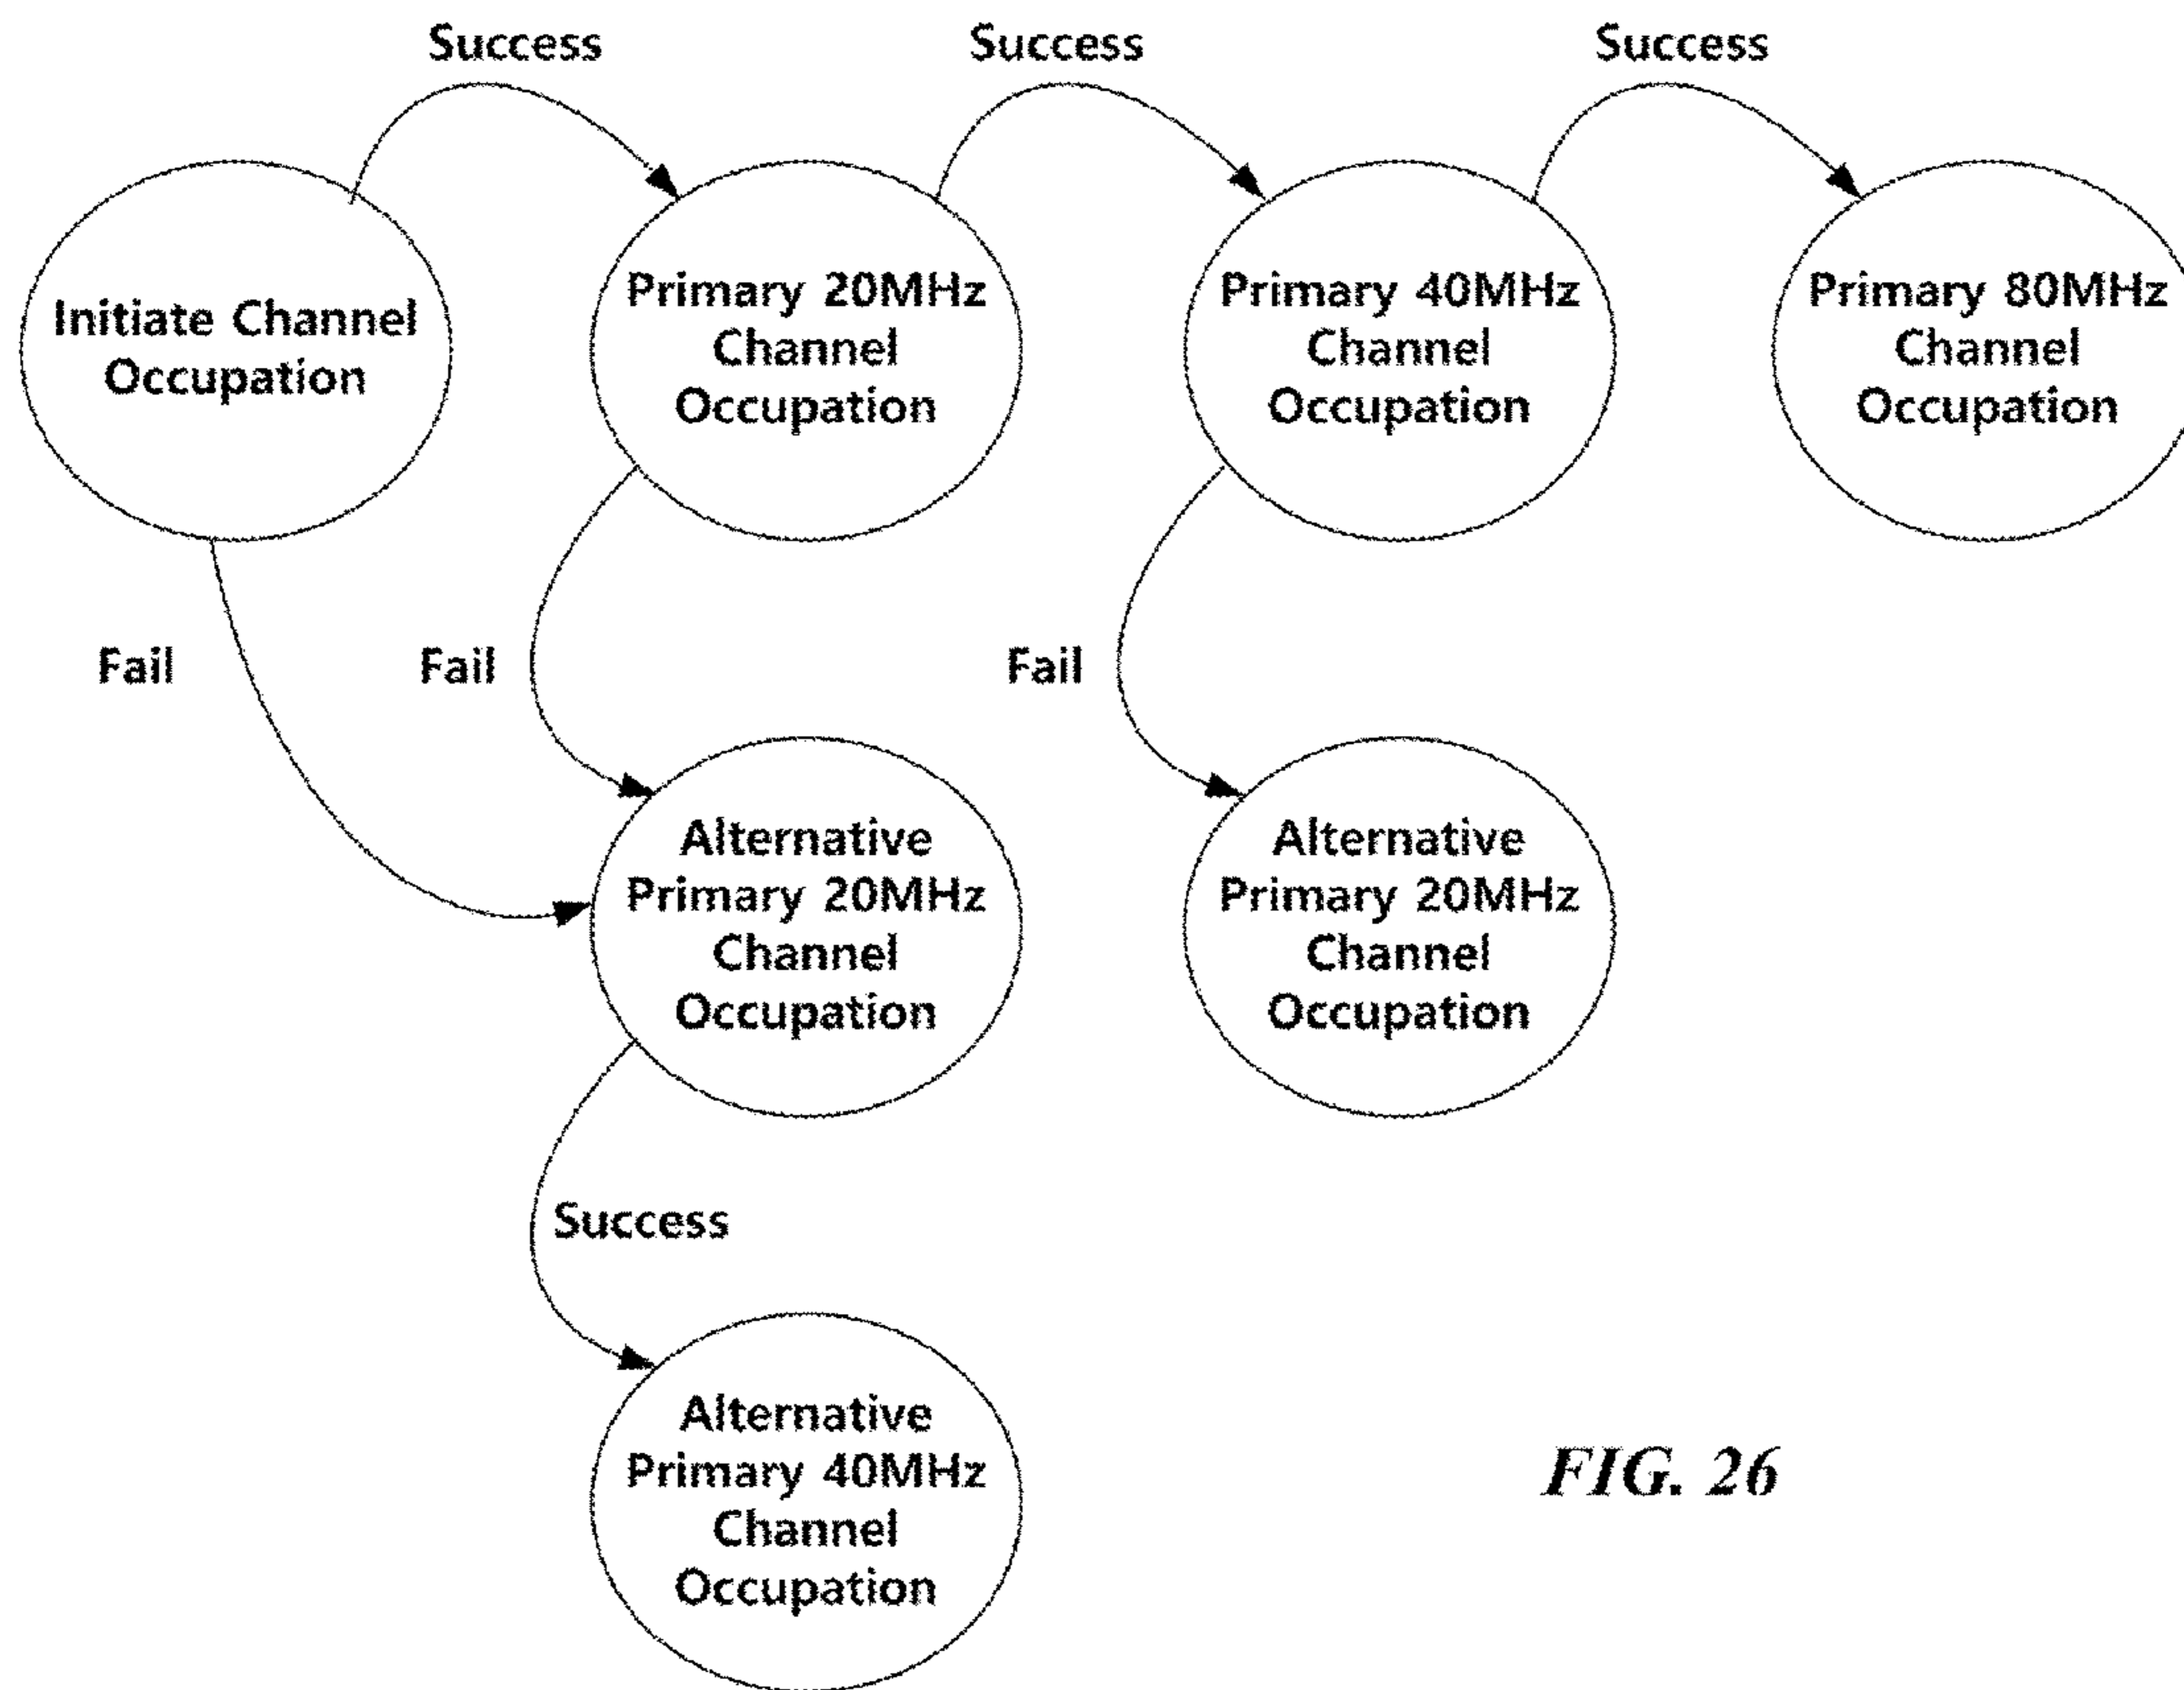 Success
Success
Success
Initiate Channel
Occupation
Primary 20MHz
Channel
Occupation
Primary 40MHz
Channel
Occupation
Primary 80MHz
Channel
Occupation
Fail
Fail
Fail
Alternative
Primary 20MHz
Channel
Occupation
Alternative
Primary 20MHz
Channel
Occupation
Success
Alternative
Primary 40MHz
Channel
Occupation
FIG. 26